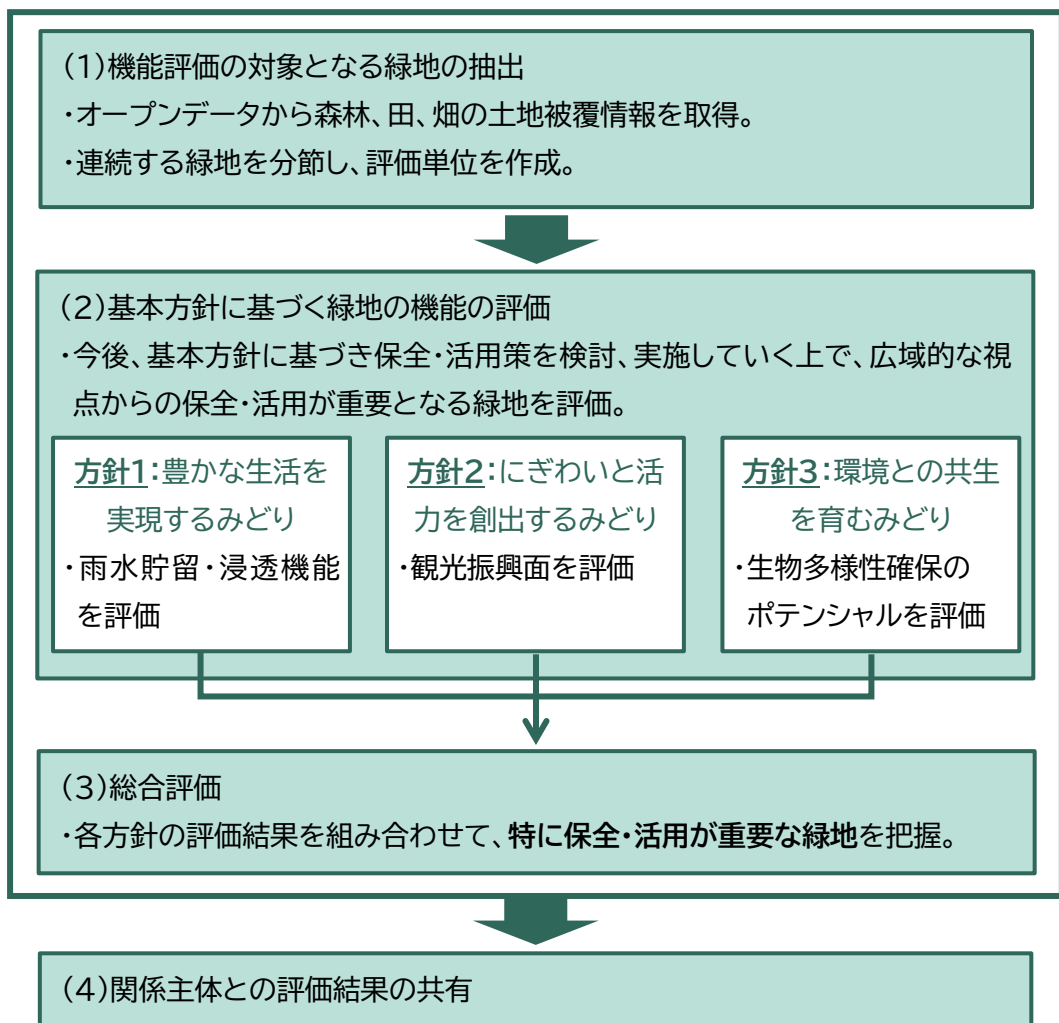 (1)機能評価の対象となる緑地の抽出
・オープンデータから森林、田、畑の土地被覆情報を取得。
・連続する緑地を分節し、評価単位を作成。
(2)基本方針に基づく緑地の機能の評価
・今後、基本方針に基づき保全・活用策を検討、実施していく上で、広域的な視
点からの保全・活用が重要となる緑地を評価。
方針1:豊かな生活を
実現するみどり
・雨水貯留・浸透機能
を評価
方針2:にぎわいと活
力を創出するみどり
・観光振興面を評価
方針3:環境との共生
を育むみどり
・生物多様性確保の
ポテンシャルを評価
(3)総合評価
・各方針の評価結果を組み合わせて、特に保全・活用が重要な緑地を把握。
(4)関係主体との評価結果の共有